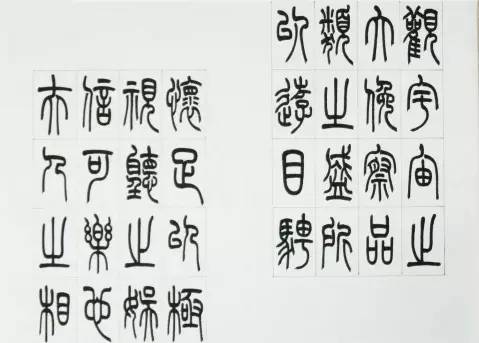 觀宇宙之
大俛察品
類之盛所
以遊目騁
懷足以極
視聽之娛
信可樂也
夫人之相